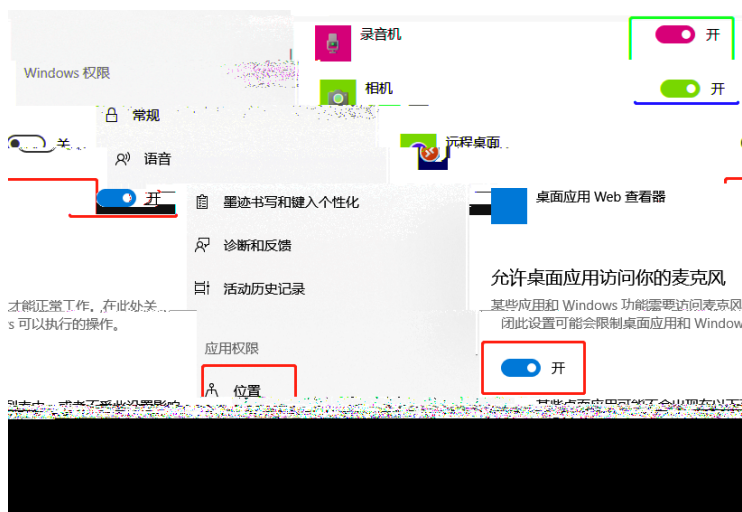 录音机
开
Windows 权限
相机
开
常规
关
远程桌面
语音
开
墨迹书写和键入个性化
桌面应用 Web 查看器
诊断和反馈
允许桌面应用访问你的麦克风
活动历史记录
才能正常工作。在此处关
某些应用和 Windows 功能需要访问麦克风
s 可以执行的操作。
闭此设置可能会限制桌面应用和 Window
应用权限
开
位置